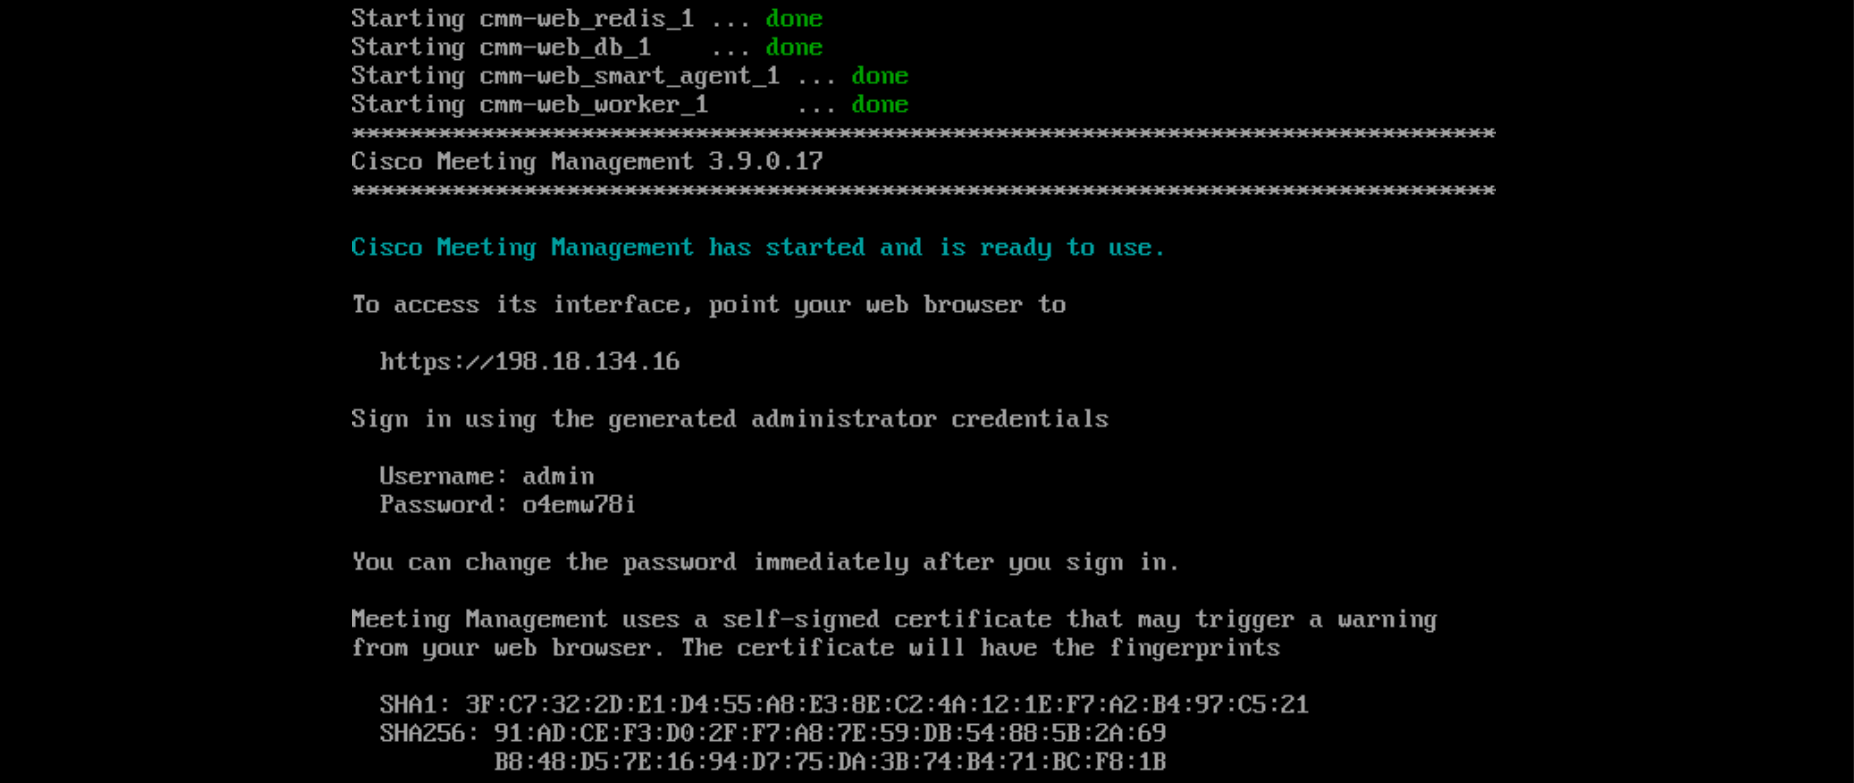 Starting cmm-web_redis_1 ... done
Starting cmm-web_db_1    ... done
Starting cmm-web_smart_agent_1 ... done
Starting cmm-web_worker_1      ... done
********************************************************************************
Cisco Meeting Management 3.9.0.17
********************************************************************************
Cisco Meeting Management has started and is ready to use.
To access its interface, point your web browser to
https://198.18.134.16
Sign in using the generated administrator credentials
Username: admin
Password: o4emw78i
You can change the password immediately after you sign in.
Meeting Management uses a self-signed certificate that may trigger a warning
from your web browser. The certificate will have the fingerprints
SHA1: 3F:C7:32:2D:E1:D4:55:A8:E3:8E:C2:4A:12:1E:F7:A2:B4:97:C5:21
SHA256: 91:AD:CE:F3:D0:2F:F7:A8:7E:59:DB:54:88:5B:2A:69
B8:48:D5:7E:16:94:D7:75:DA:3B:74:B4:71:BC:F8:1B